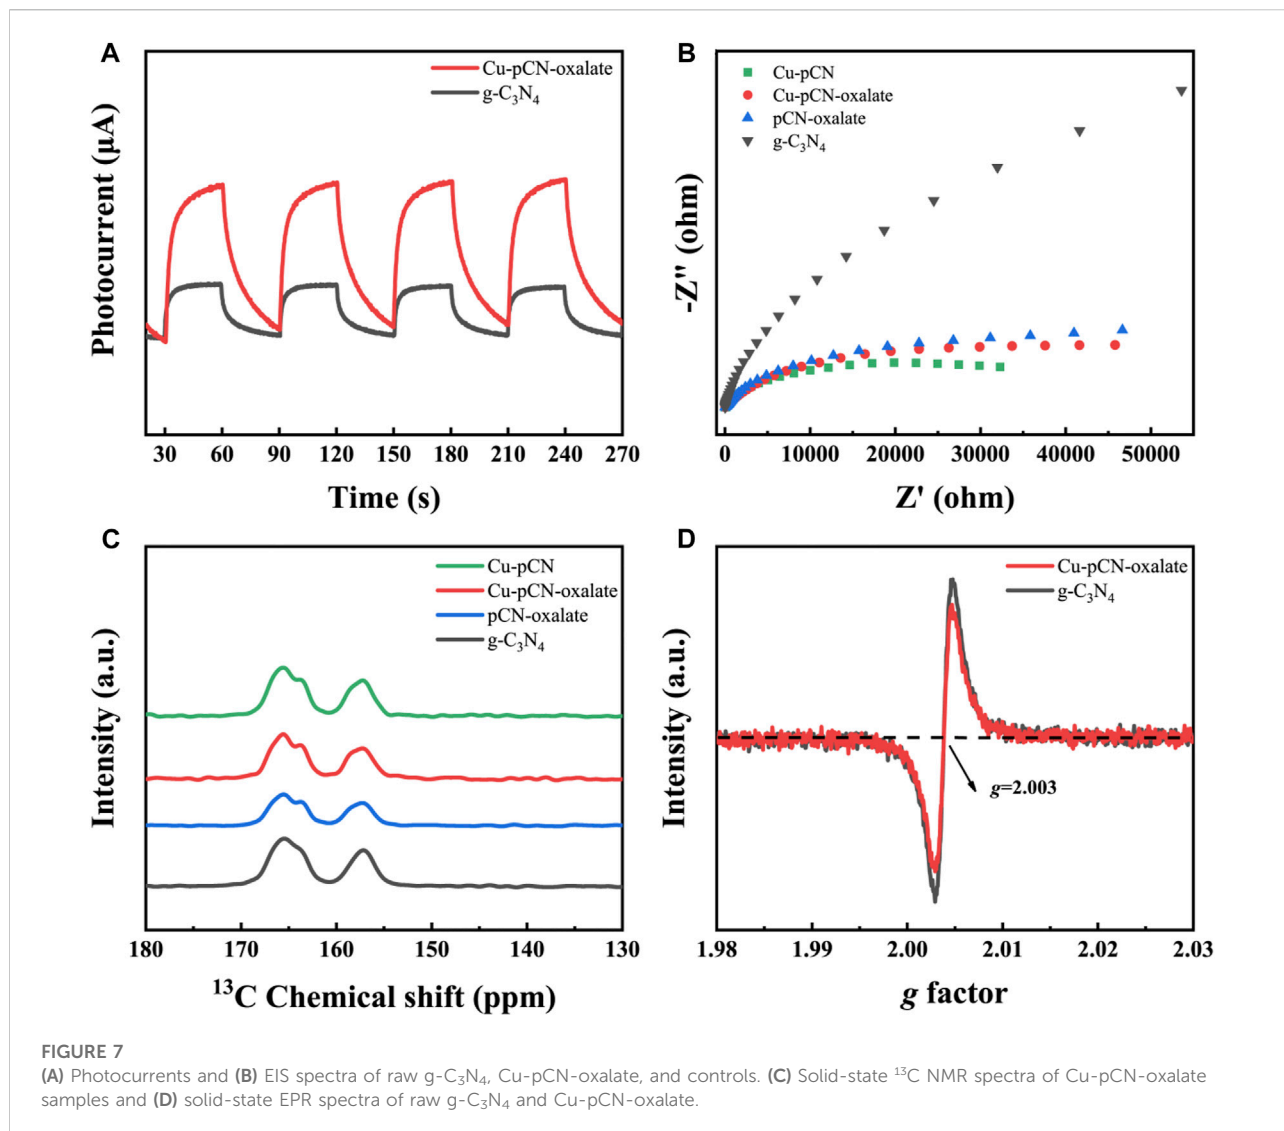 A
Cu-pCN-oxalate
g-C₃N₄
Photocurrent (μA)
30 60 90 120 150 180 210 240 270
Time (s)
B
Cu-pCN
Cu-pCN-oxalate
pCN-oxalate
g-C₃N₄
-Z'' (ohm)
0 10000 20000 30000 40000 50000
Z' (ohm)
C
Cu-pCN
Cu-pCN-oxalate
pCN-oxalate
g-C₃N₄
Intensity (a.u.)
180 170 160 150 140 130
¹³C Chemical shift (ppm)
D
Cu-pCN-oxalate
g-C₃N₄
g=2.003
Intensity (a.u.)
1.98 1.99 2.00 2.01 2.02 2.03
g factor
FIGURE 7
(A) Photocurrents and (B) EIS spectra of raw g-C₃N₄, Cu-pCN-oxalate, and controls. (C) Solid-state ¹³C NMR spectra of Cu-pCN-oxalate
samples and (D) solid-state EPR spectra of raw g-C₃N₄ and Cu-pCN-oxalate.